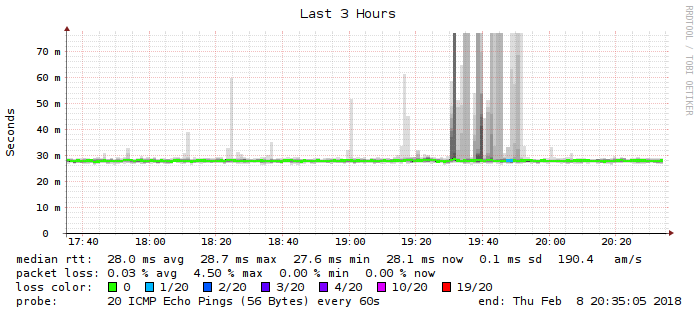 Last 3 Hours
RRDTOOL / TOBI OETIKER
Seconds
70 m
60 m
50 m
40 m
30 m
20 m
10 m
0
17:40 18:00 18:20 18:40 19:00 19:20 19:40 20:00 20:20
median rtt: 28.0 ms avg 28.7 ms max 27.6 ms min 28.1 ms now 0.1 ms sd 190.4 am/s
packet loss: 0.03 % avg 4.50 % max 0.00 % min 0.00 % now
loss color: 0 1/20 2/20 3/20 4/20 10/20 19/20
probe: 20 ICMP Echo Pings (56 Bytes) every 60s end: Thu Feb 8 20:35:05 2018